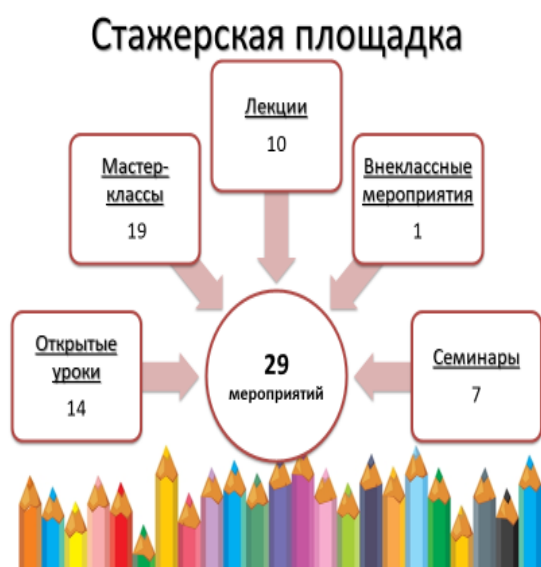 Стажерская площадка
Лекции
10
Мастер-
классы
19
Внеклассные
мероприятия
1
Открытые
уроки
14
29
мероприятий
Семинары
7